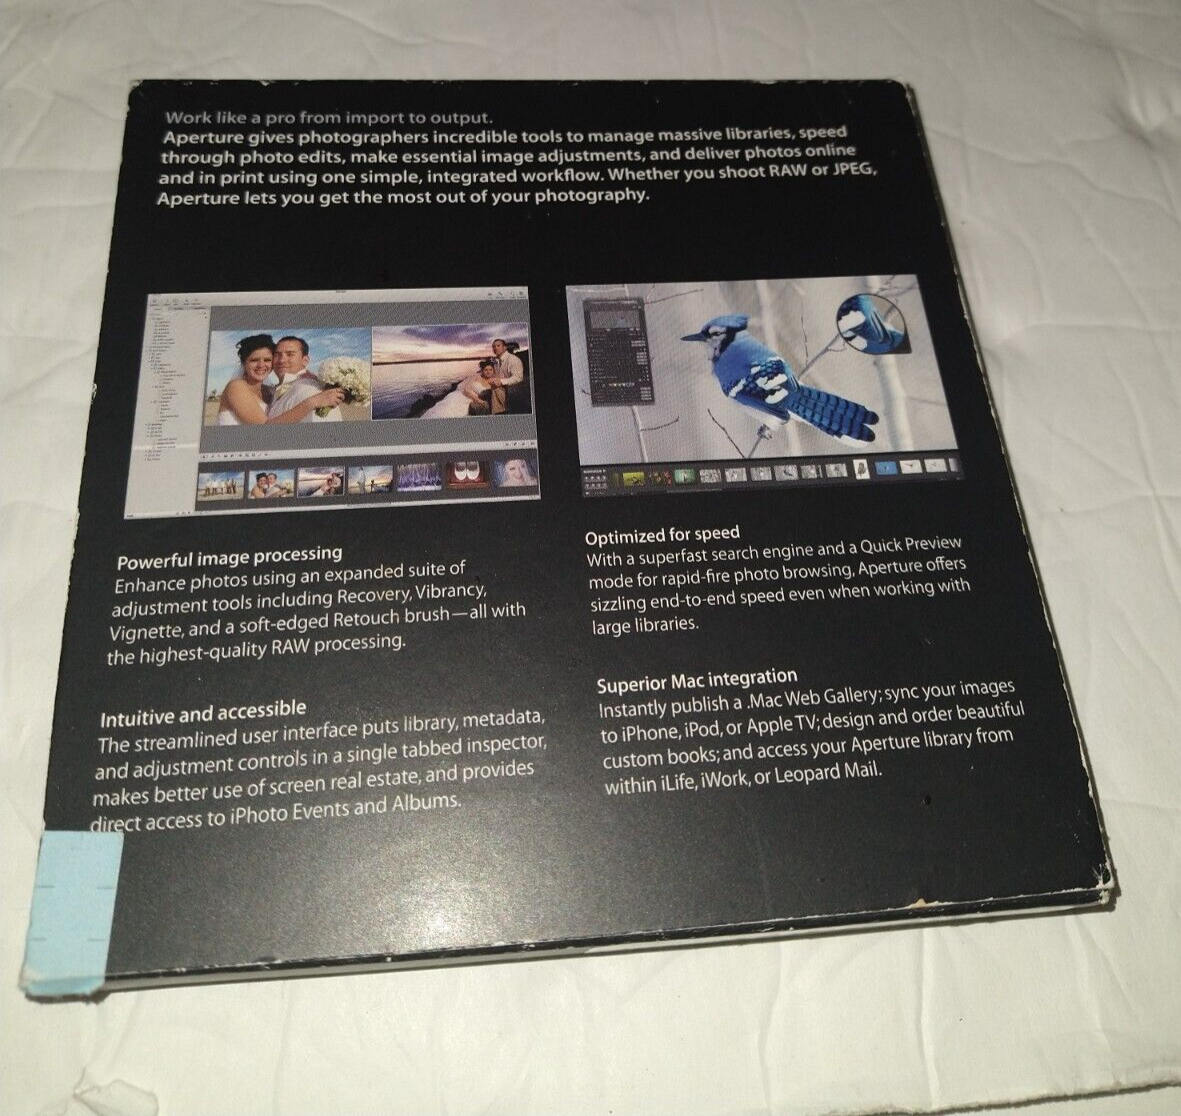 Work like a pro from import to output.
Aperture gives photographers incredible tools to manage massive libraries, speed
through photo edits, make essential image adjustments, and deliver photos online
and in print using one simple, integrated workflow. Whether you shoot RAW or JPEG,
Aperture lets you get the most out of your photography.
Powerful image processing
Enhance photos using an expanded suite of
adjustment tools including Recovery, Vibrancy,
Vignette, and a soft-edged Retouch brush—all with
the highest-quality RAW processing.
Intuitive and accessible
The streamlined user interface puts library, metadata,
and adjustment controls in a single tabbed inspector,
makes better use of screen real estate, and provides
direct access to iPhoto Events and Albums.
Optimized for speed
With a superfast search engine and a Quick Preview
mode for rapid-fire photo browsing, Aperture offers
sizzling end-to-end speed even when working with
large libraries.
Superior Mac integration
Instantly publish a .Mac Web Gallery; sync your images
to iPhone, iPod, or Apple TV; design and order beautiful
custom books; and access your Aperture library from
within iLife, iWork, or Leopard Mail.